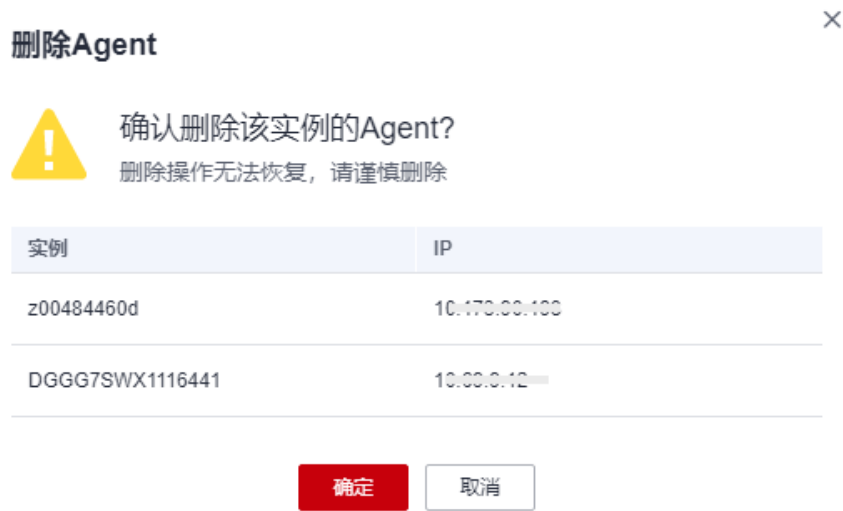 删除Agent
确认删除该实例的Agent?
删除操作无法恢复，请谨慎删除
实例 IP
z00484460d
DGGG7SWX1116441
确定 取消